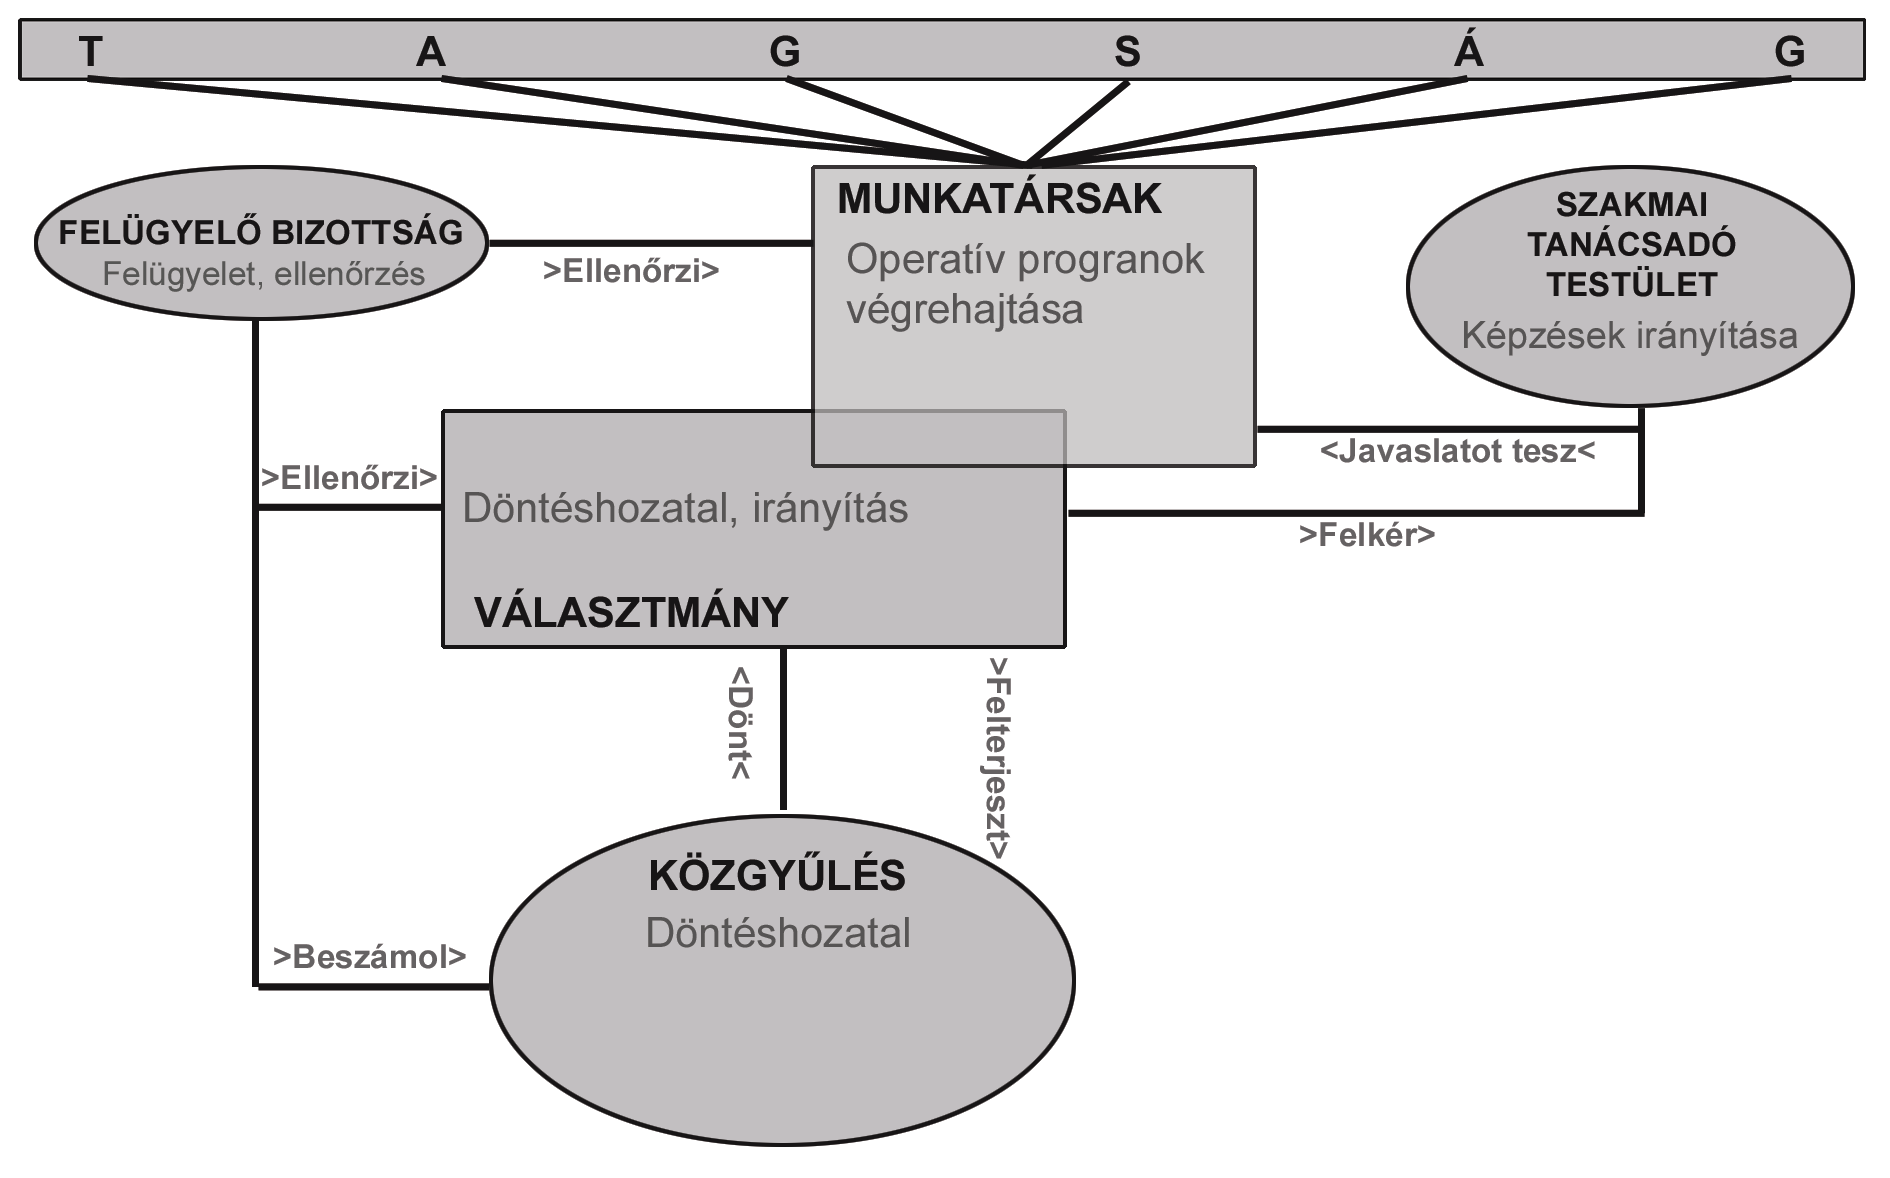 T A G S Á G
MUNKATÁRSAK
Operatív progranok
végrehajtása
FELÜGYELŐ BIZOTTSÁG
Felügyelet, ellenőrzés
>Ellenőrzi>
SZAKMAI
TANÁCSADÓ
TESTÜLET
Képzések irányítása
<Javaslatot tesz<
>Ellenőrzi>
Döntéshozatal, irányítás
VÁLASZTMÁNY
>Felkér>
<Dönt<
>Felterjeszt>
KÖZGYŰLÉS
Döntéshozatal
>Beszámol>